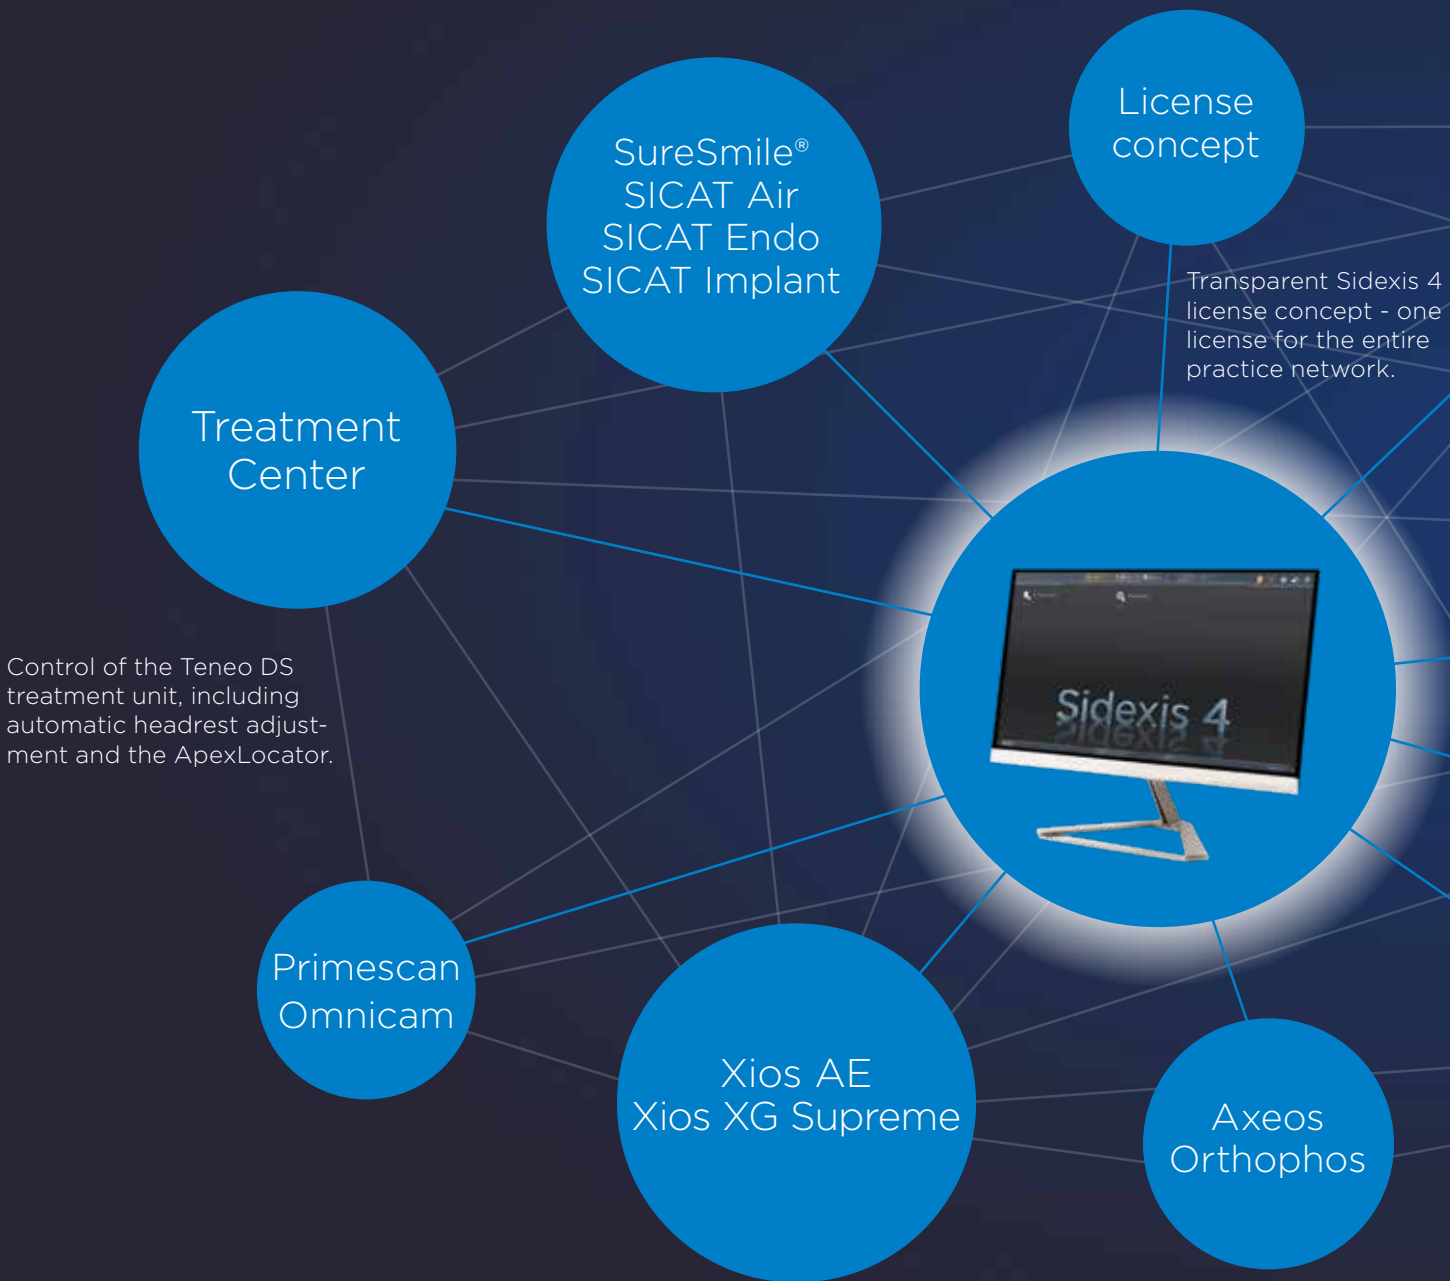 License
concept
SureSmile®
SICAT Air
SICAT Endo
SICAT Implant
Transparent Sidexis 4
license concept - one
license for the entire
practice network.
Treatment
Center
Sidexis 4
Control of the Teneo DS
treatment unit, including
automatic headrest adjust-
ment and the ApexLocator.
Primescan
Omnicam
Xios AE
Xios XG Supreme
Axeos
Orthophos